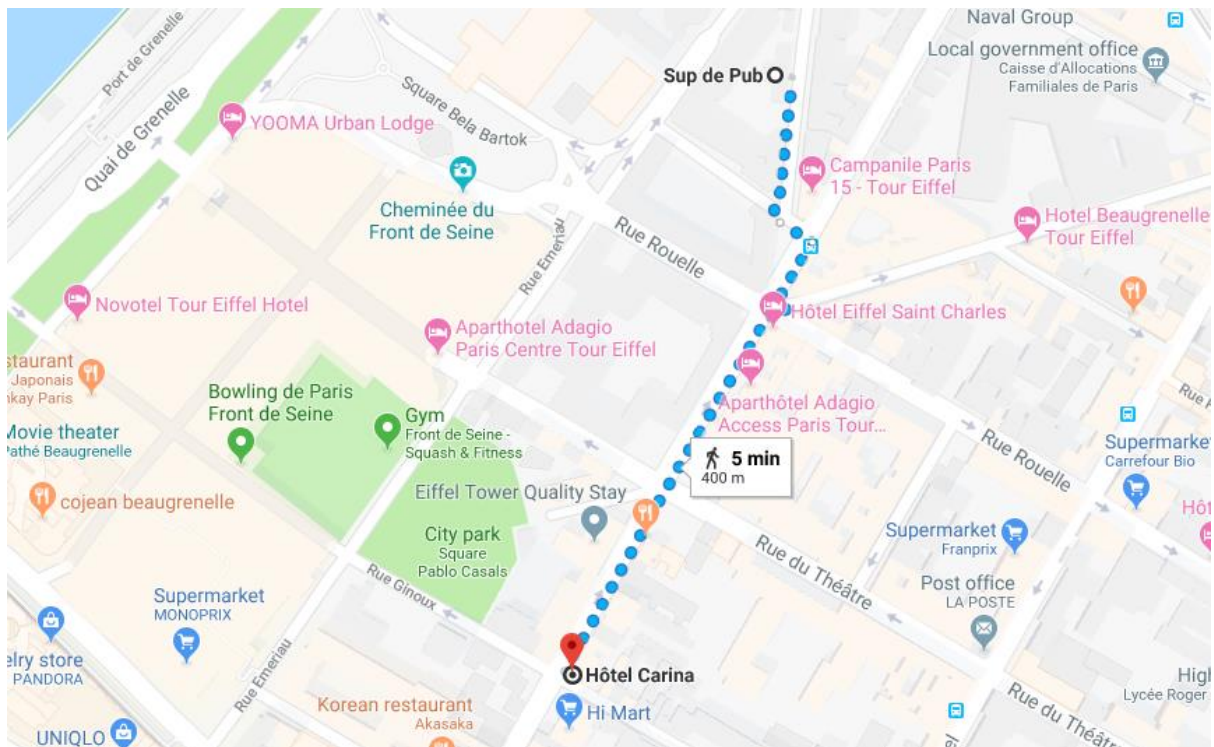 Naval Group
Port de Grenelle
Local government office
Caisse d'Allocations
Familiales de Paris
Sup de Pub
Quai de Grenelle
Square Bela Bartok
YOOMA Urban Lodge
Campanile Paris
15 - Tour Eiffel
Cheminée du
Front de Seine
Rue Emeriau
Rue Rouelle
Hotel Beaugrenelle
Tour Eiffel
Novotel Tour Eiffel Hotel
Hôtel Eiffel Saint Charles
Aparthotel Adagio
Paris Centre Tour Eiffel
staurant
Japonais
nkay Paris
Bowling de Paris
Front de Seine
Gym
Front de Seine -
Squash & Fitness
Aparthôtel Adagio
Access Paris Tour...
Movie theater
Pathé Beaugrenelle
5 min
400 m
Rue Rouelle
Supermarket
Carrefour Bio
cojean beaugrenelle
Eiffel Tower Quality Stay
City park
Square
Pablo Casals
Supermarket
Franprix
Hôt
Rue du Théâtre
Rue Ginoux
Post office
LA POSTE
Supermarket
MONOPRIX
elry store
PANDORA
Rue Emeriau
Hôtel Carina
High
Lycée Roger
Korean restaurant
Akasaka
Hi Mart
Rue du Théâtre
UNIQLO